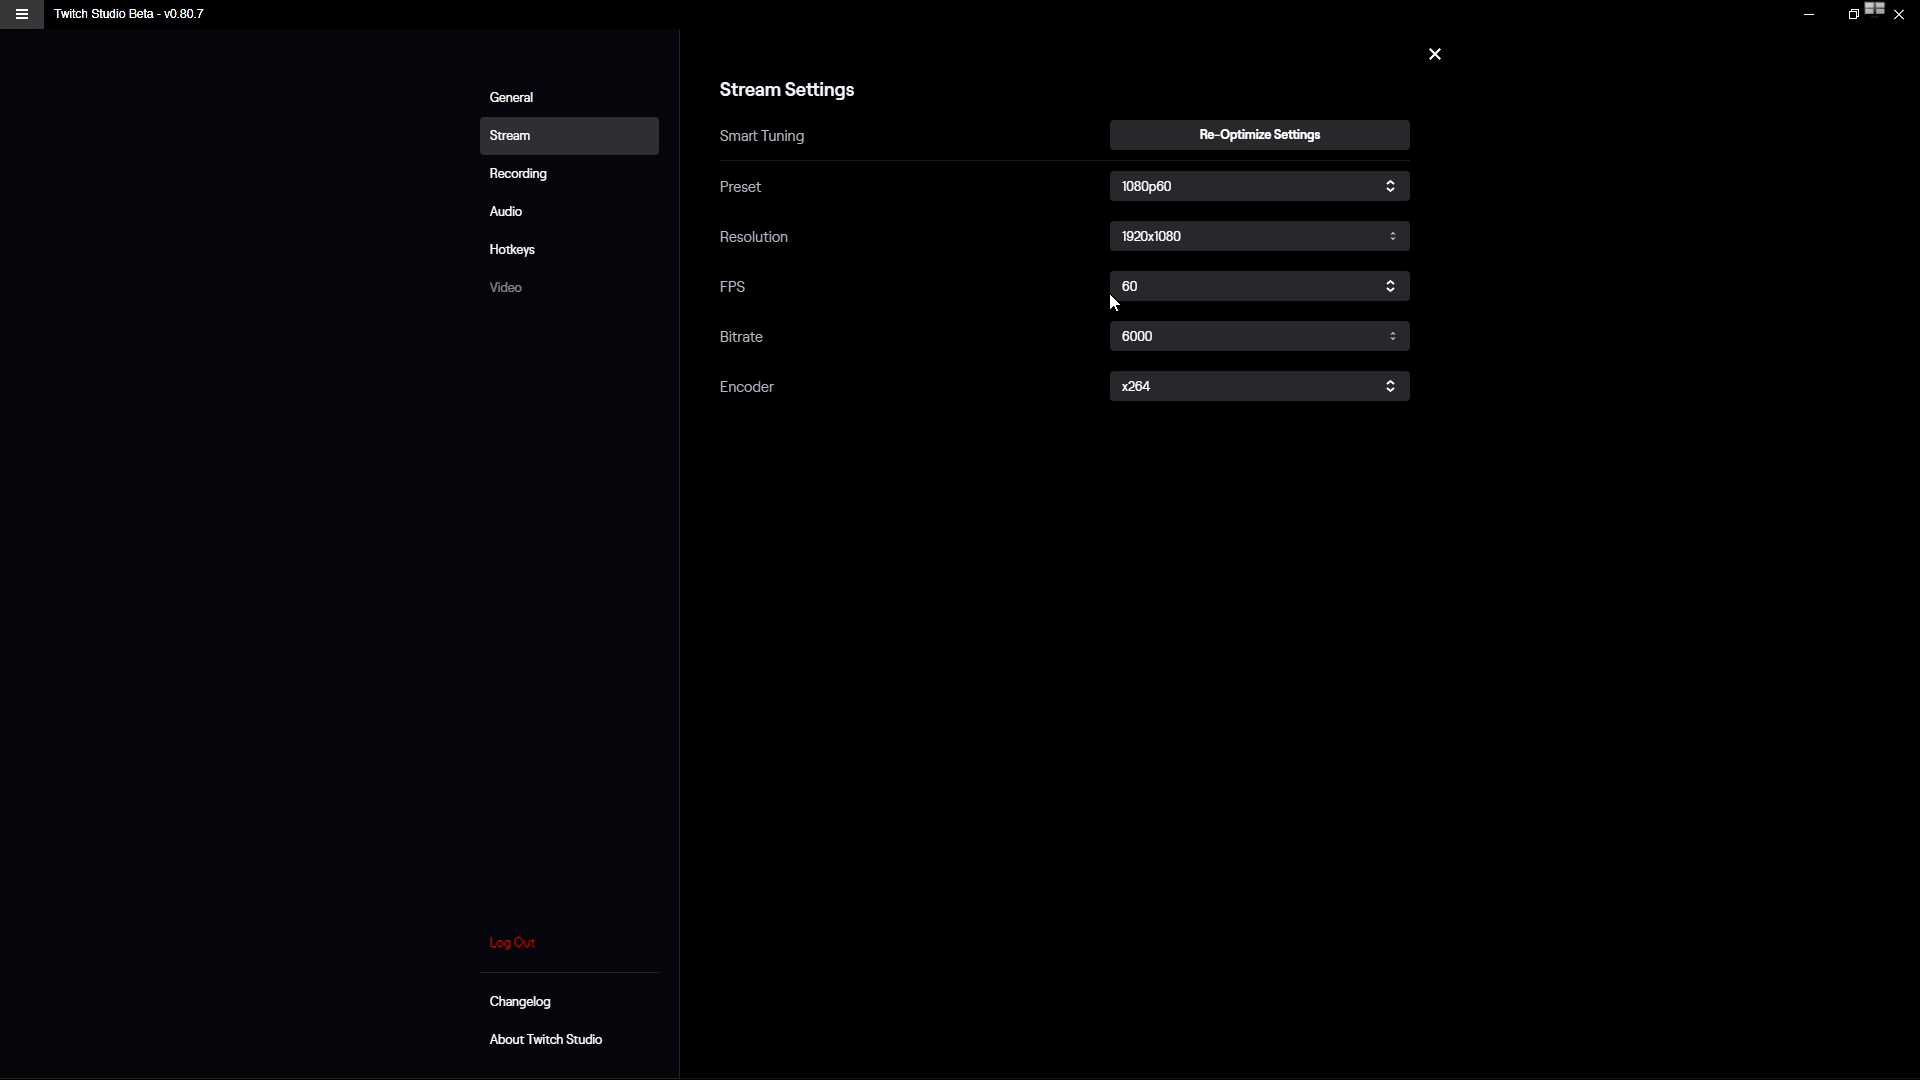 Twitch Studio Beta - v0.80.7
General
Stream
Recording
Audio
Hotkeys
Video
Log Out
Changelog
About Twitch Studio
Stream Settings
Smart Tuning
Re-Optimize Settings
Preset
1080p60
Resolution
1920x1080
FPS
60
Bitrate
6000
Encoder
x264